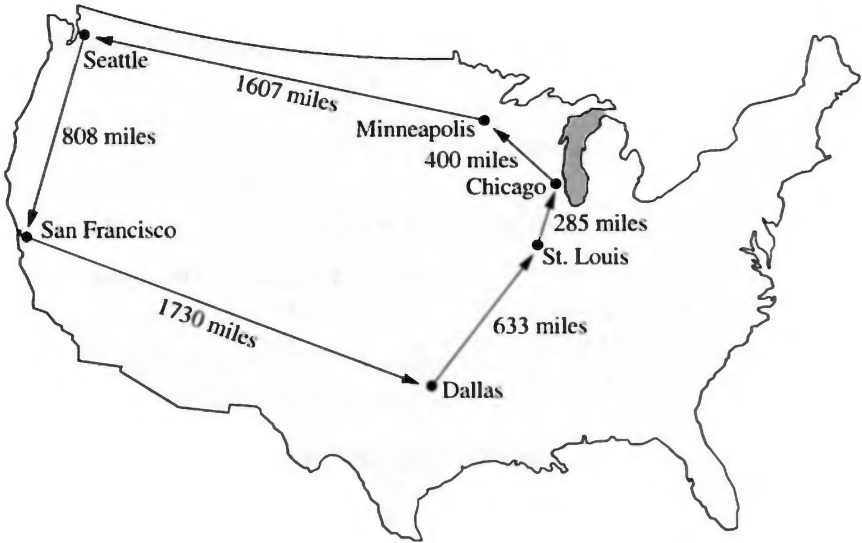 Seattle
1607 miles
Minneapolis
808 miles
400 miles
Chicago
San Francisco
285 miles
St. Louis
1730 miles
633 miles
Dallas